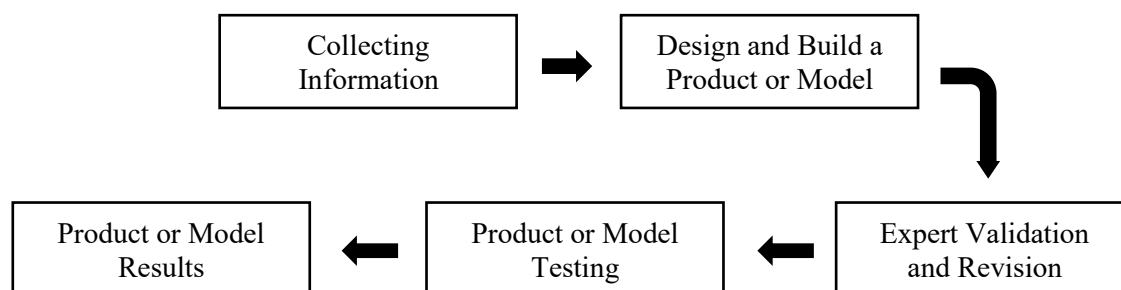 Collecting
Information
Design and Build a
Product or Model
Expert Validation
and Revision
Product or Model
Testing
Product or Model
Results